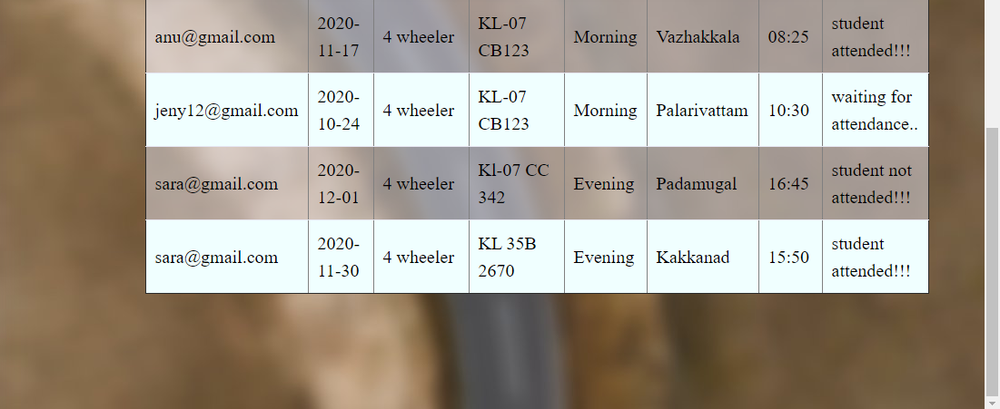 anu@gmail.com 2020-11-17 4 wheeler KL-07 CB123 Morning Vazhakkala 08:25 student attended!!!
jeny12@gmail.com 2020-10-24 4 wheeler KL-07 CB123 Morning Palarivattam 10:30 waiting for attendance..
sara@gmail.com 2020-12-01 4 wheeler Kl-07 CC 342 Evening Padamugal 16:45 student not attended!!!
sara@gmail.com 2020-11-30 4 wheeler KL 35B 2670 Evening Kakkanad 15:50 student attended!!!